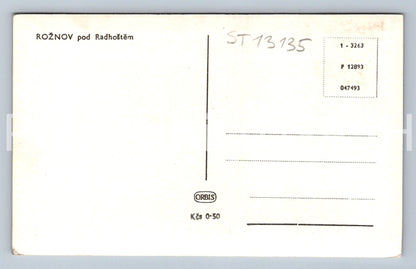 ROŽNOV pod Radhoštěm
ST 13135
1 - 3263
P 12893
047493
ORBIS
Kčs 0·50